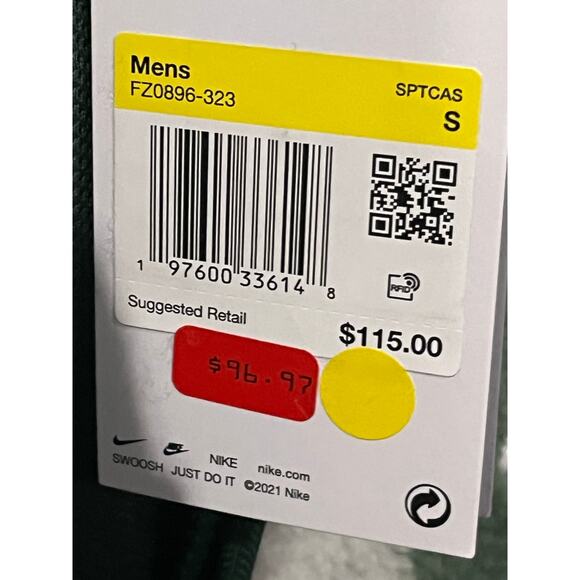 Mens
FZ0896-323
SPTCAS
S
1 97600 33614 8
RFID
Suggested Retail
$115.00
$96.97
NIKE nike.com
SWOOSH JUST DO IT ©2021 Nike